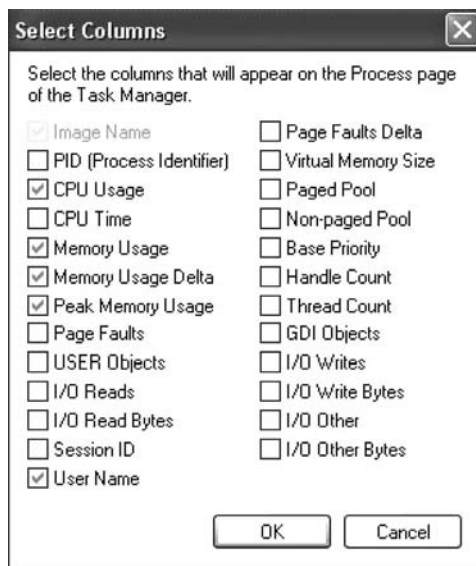 Select Columns
Select the columns that will appear on the Process page
of the Task Manager.
Image Name
PID (Process Identifier)
CPU Usage
CPU Time
Memory Usage
Memory Usage Delta
Peak Memory Usage
Page Faults
USER Objects
I/O Reads
I/O Read Bytes
Session ID
User Name
Page Faults Delta
Virtual Memory Size
Paged Pool
Non-paged Pool
Base Priority
Handle Count
Thread Count
GDI Objects
I/O Writes
I/O Write Bytes
I/O Other
I/O Other Bytes
OK
Cancel